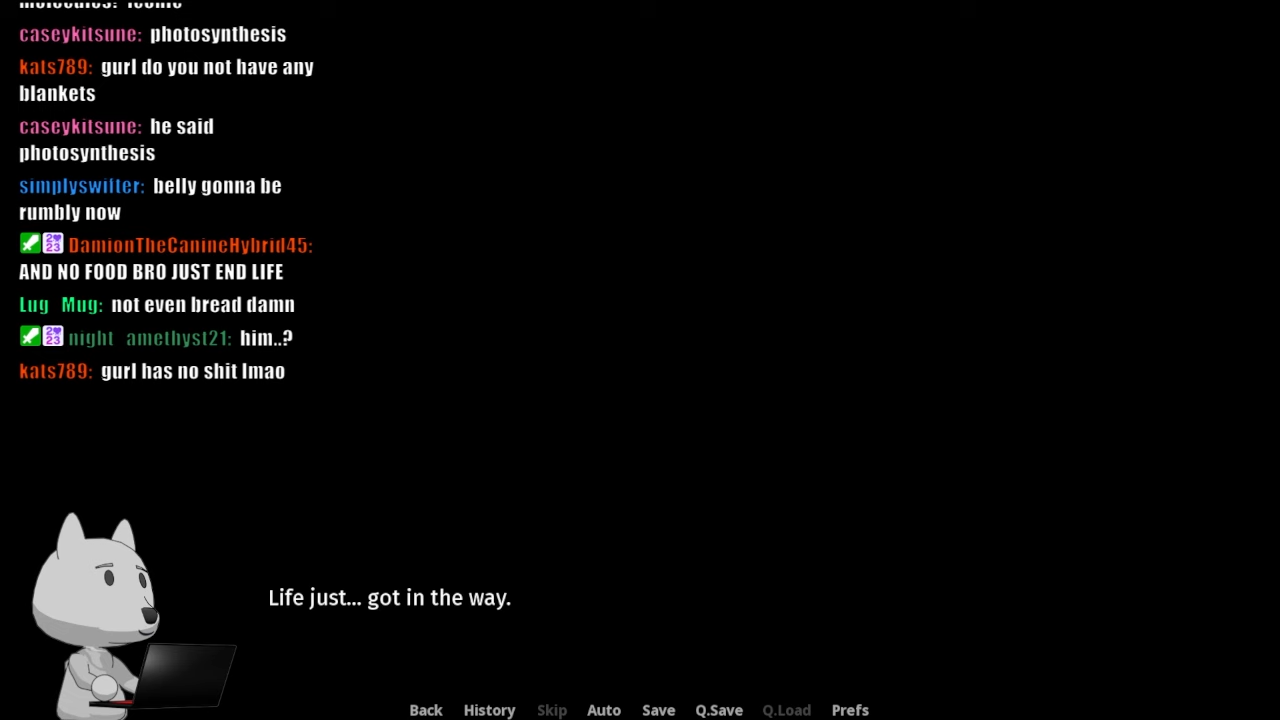 caseykitsune: photosynthesis
kats789: gurl do you not have any
blankets
caseykitsune: he said
photosynthesis
simplyswifter: belly gonna be
rumbly now
DamionTheCanineHybrid45:
AND NO FOOD BRO JUST END LIFE
Lug_Mug: not even bread damn
night_amethyst21: him..?
kats789: gurl has no shit lmao
Life just... got in the way.
Back History Skip Auto Save Q.Save Q.Load Prefs